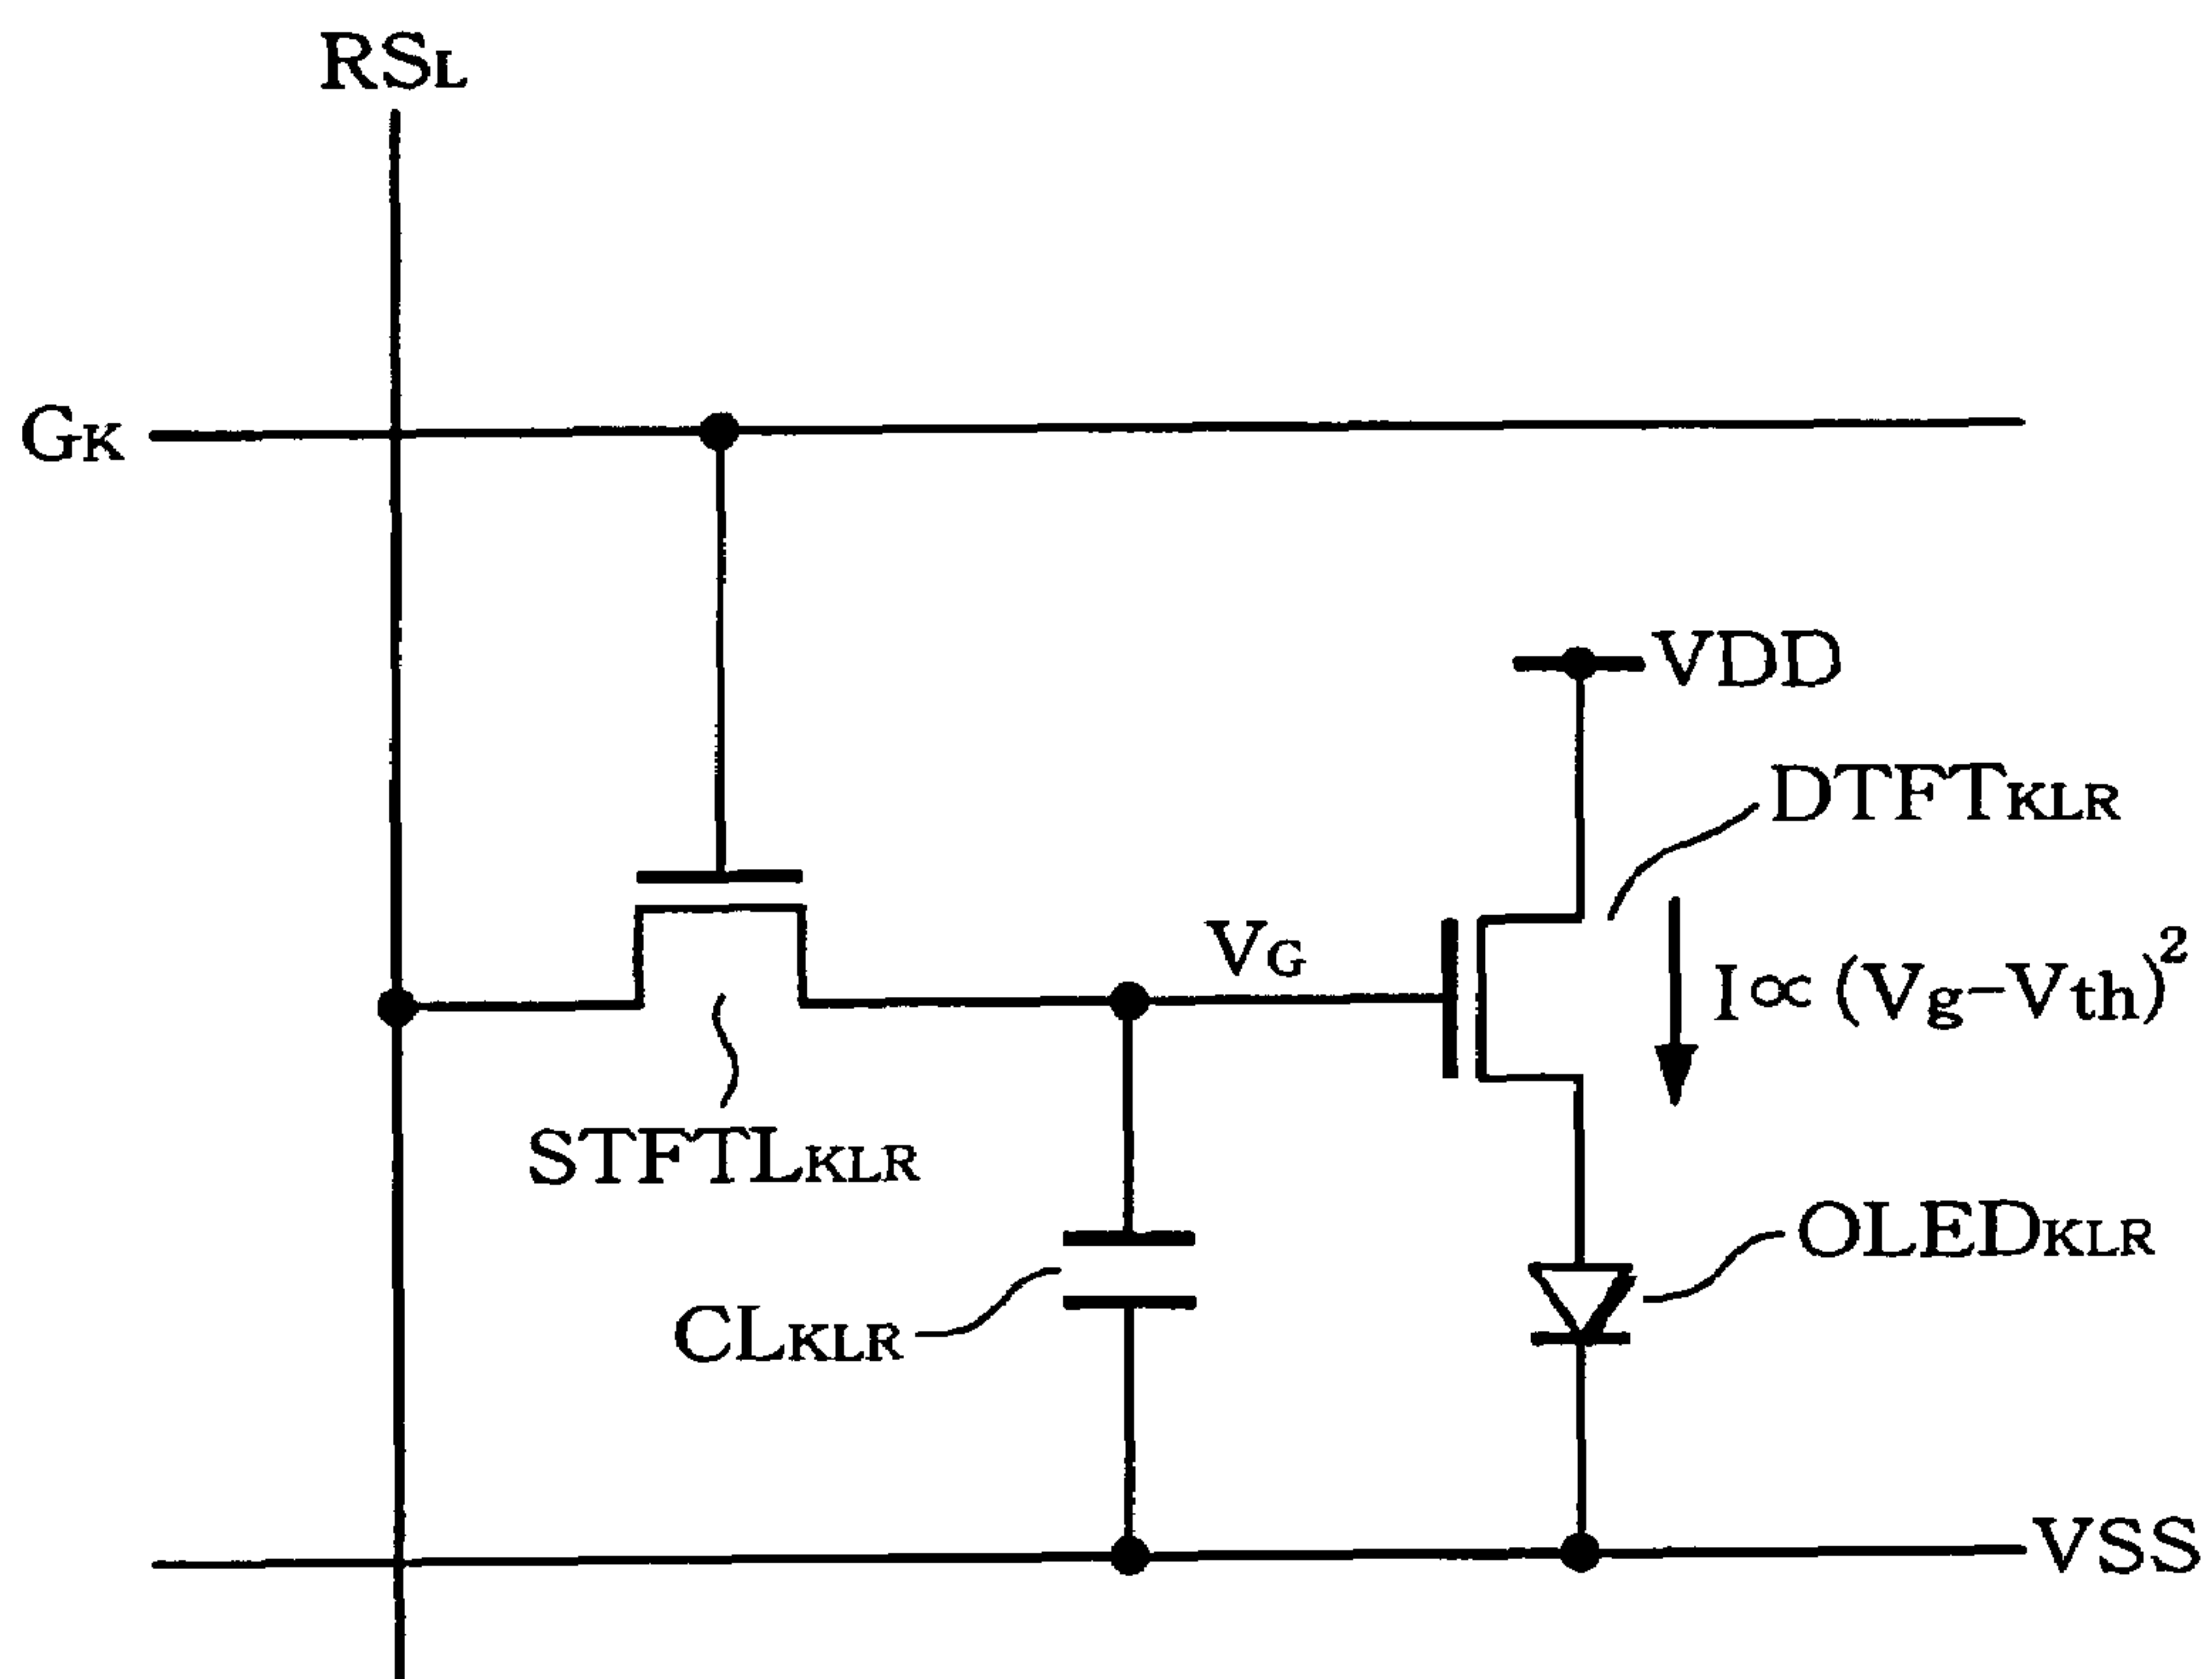 RSL
GK
VDD
DTFTKLR
VG
I∝(Vg−Vth)²
STFTLKLR
OLEDKLR
CLKLR
VSS